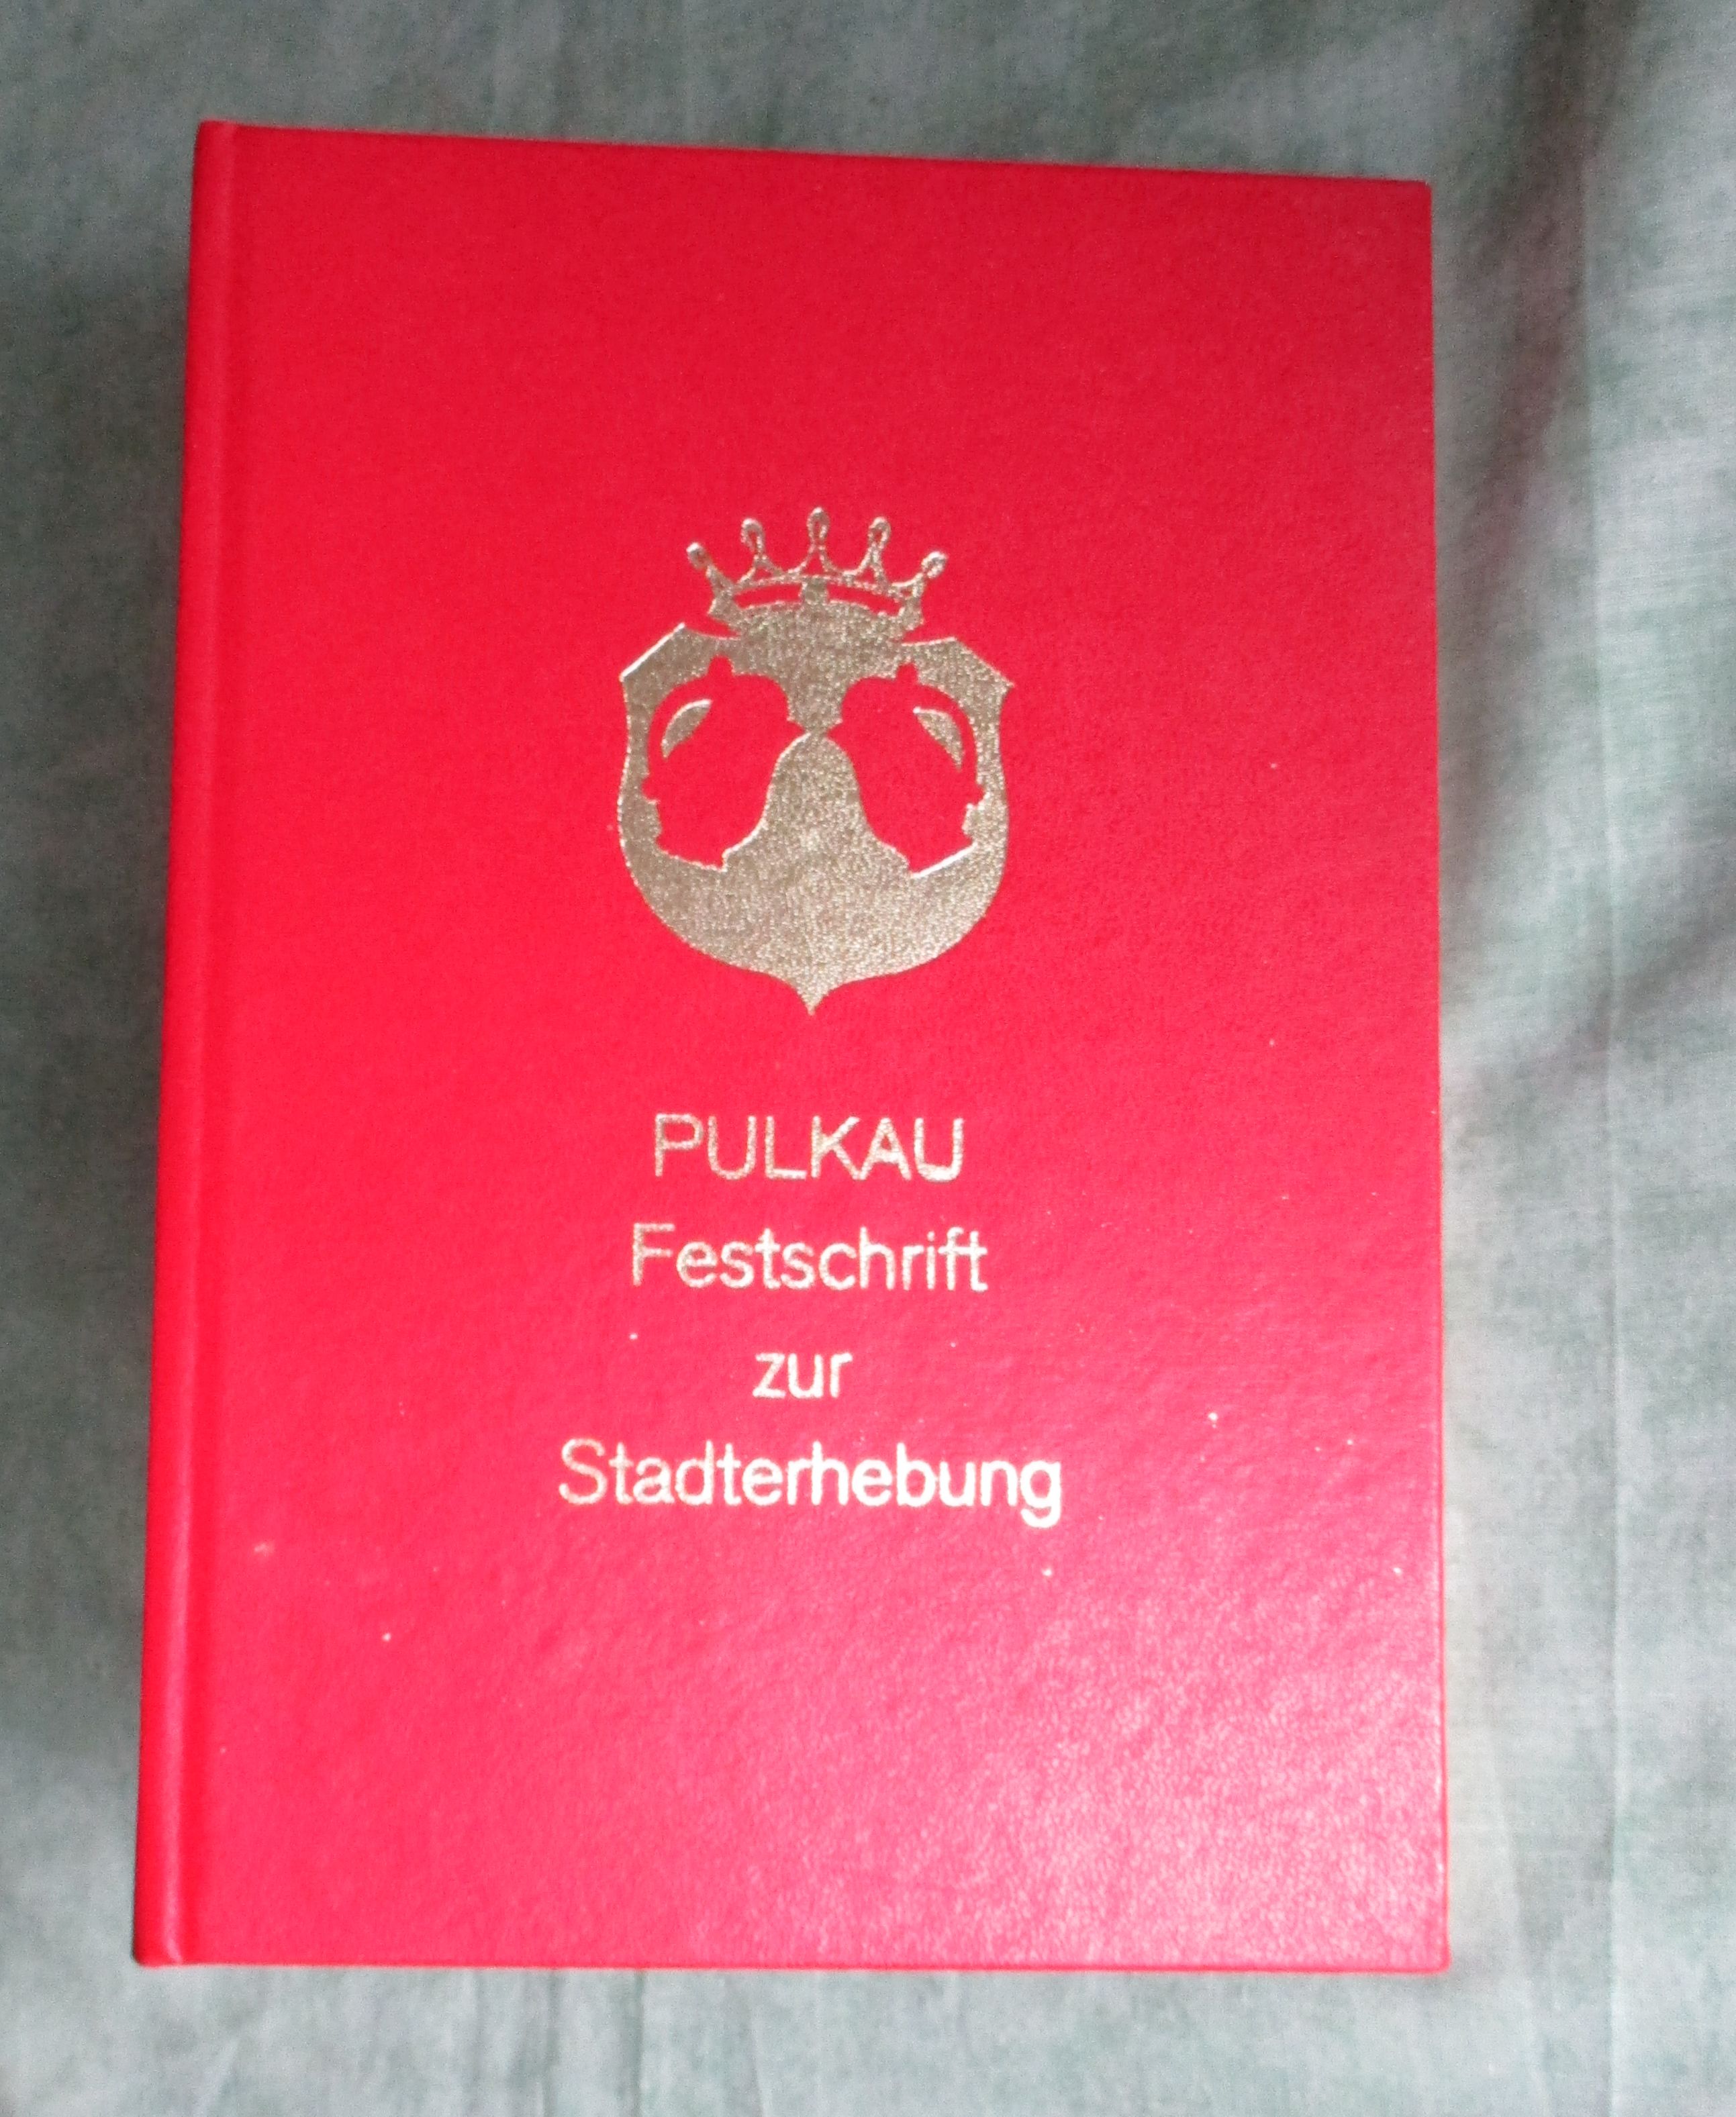 PULKAU
Festschrift
zur
Stadterhebung